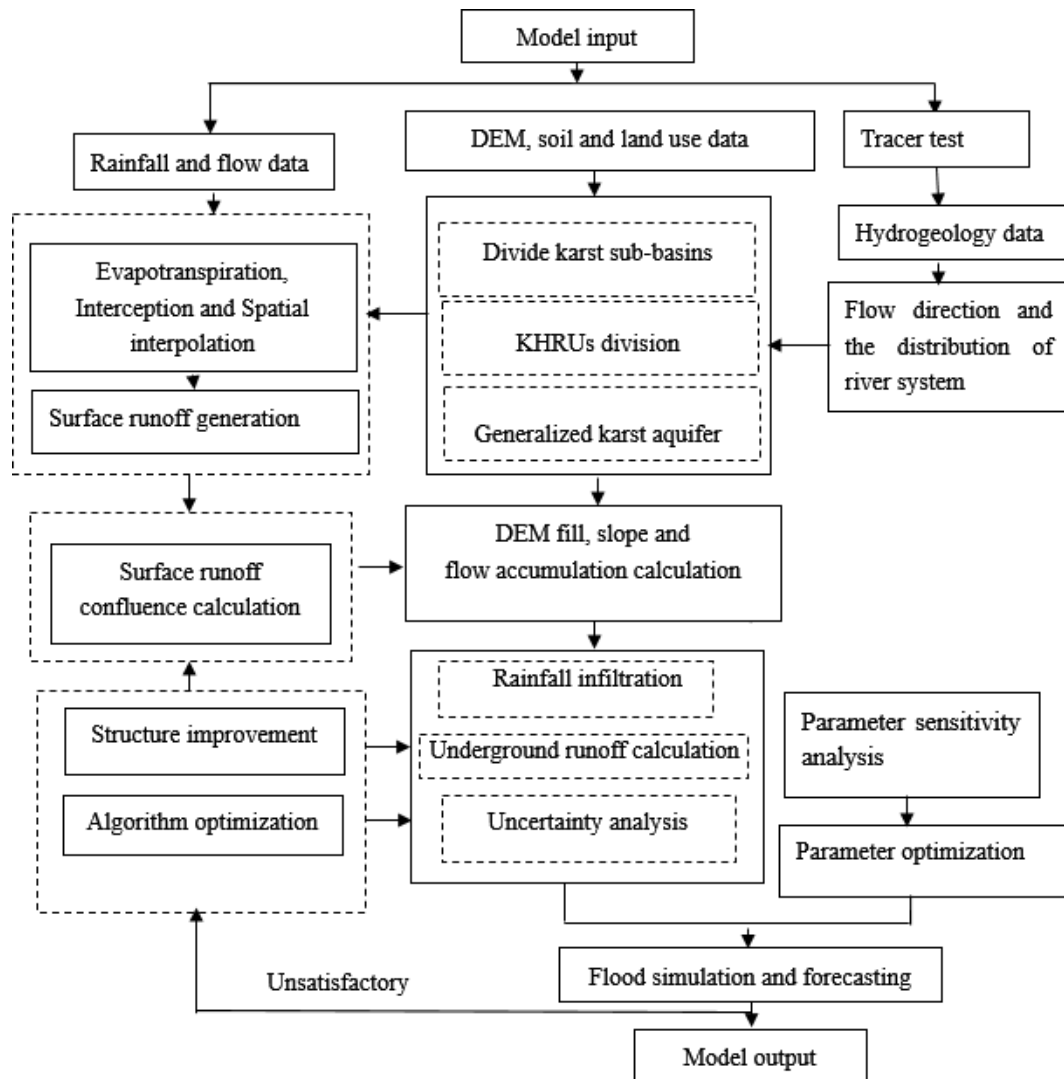 Model input
Rainfall and flow data
DEM, soil and land use data
Tracer test
Hydrogeology data
Evapotranspiration,
Interception and Spatial
interpolation
Surface runoff generation
Divide karst sub-basins
KHRUs division
Generalized karst aquifer
Flow direction and
the distribution of
river system
Surface runoff
confluence calculation
DEM fill, slope and
flow accumulation calculation
Structure improvement
Algorithm optimization
Rainfall infiltration
Underground runoff calculation
Uncertainty analysis
Parameter sensitivity
analysis
Parameter optimization
Unsatisfactory
Flood simulation and forecasting
Model output